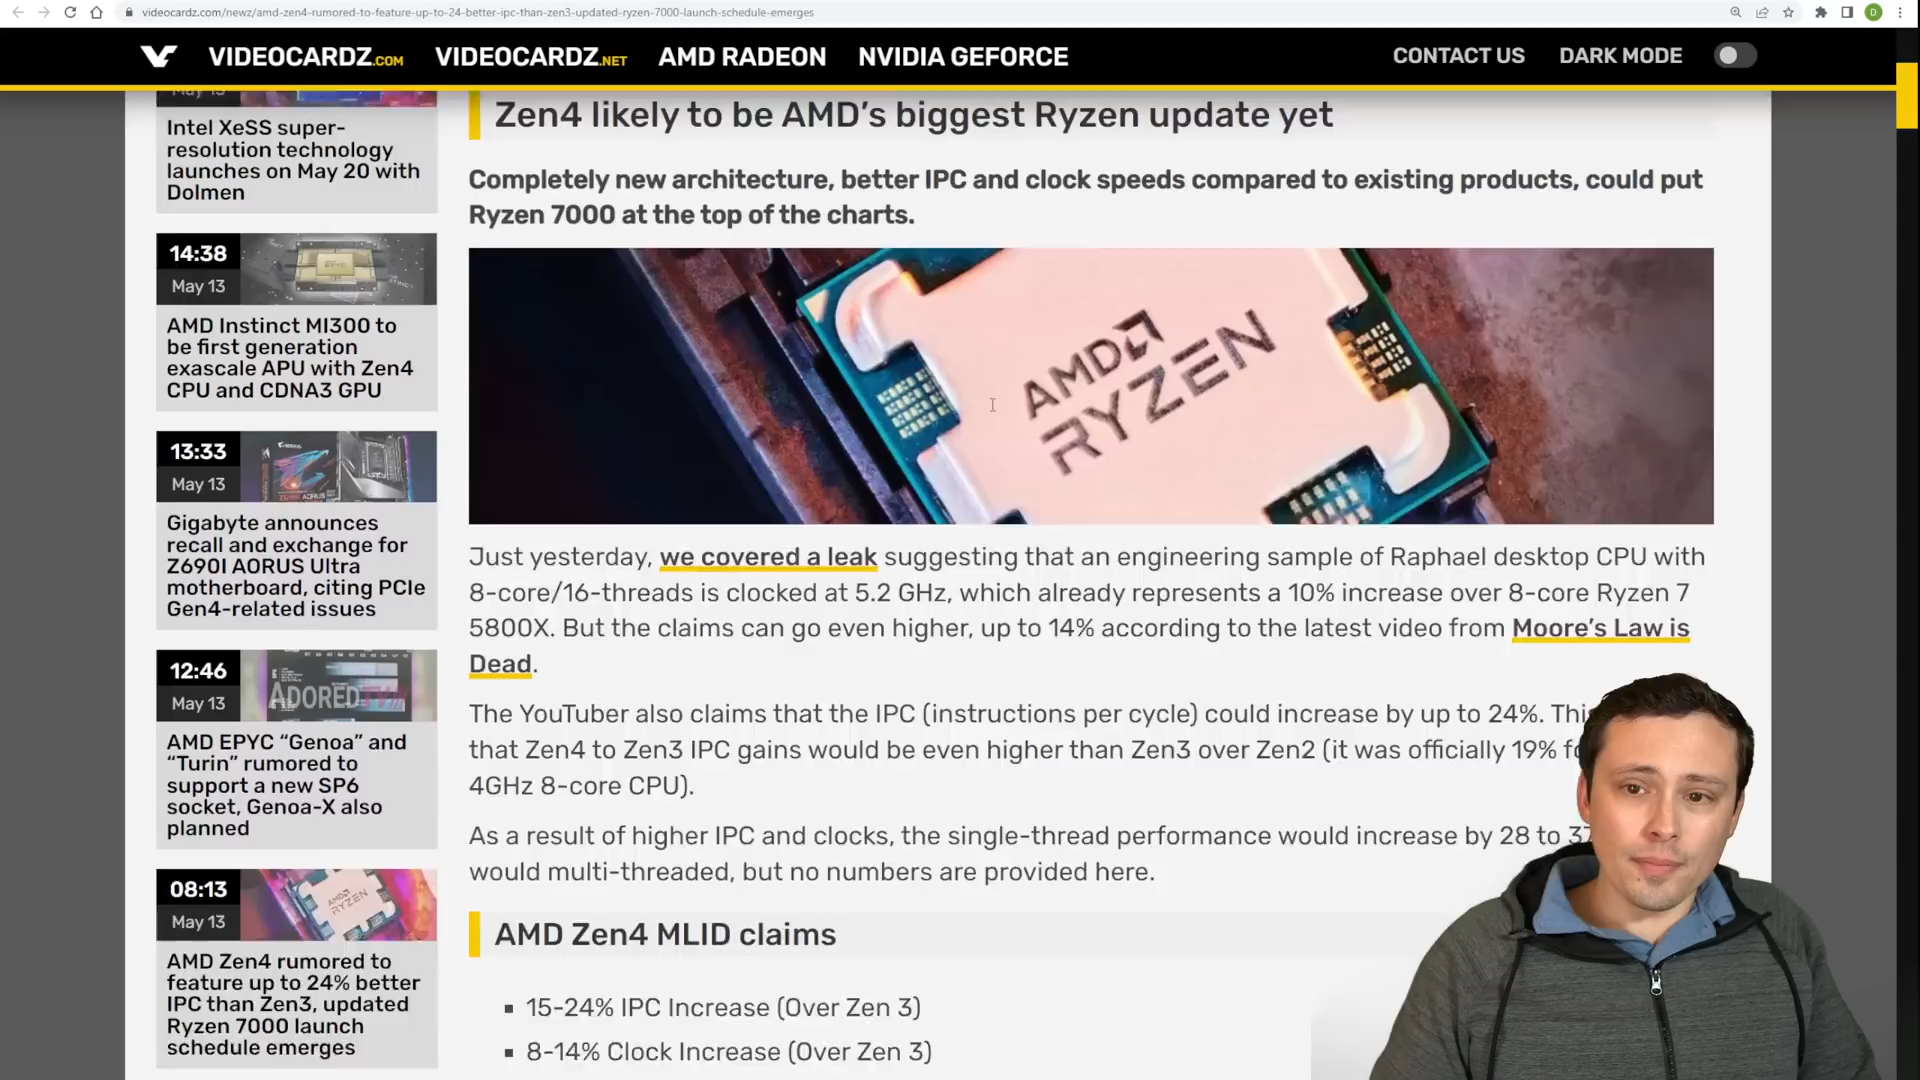 videocardz.com/newz/amd-zen4-rumored-to-feature-up-to-24-better-ipc-than-zen3-updated-ryzen-7000-launch-schedule-emerges
D
VIDEOCARDZ.COM
VIDEOCARDZ.NET
AMD RADEON
NVIDIA GEFORCE
CONTACT US
DARK MODE
May 13
Intel XeSS super-
resolution technology
launches on May 20 with
Dolmen
14:38
May 13
AMD Instinct MI300 to
be first generation
exascale APU with Zen4
CPU and CDNA3 GPU
13:33
May 13
Gigabyte announces
recall and exchange for
Z690I AORUS Ultra
motherboard, citing PCIe
Gen4-related issues
12:46
May 13
ADORED
AMD EPYC “Genoa” and
“Turin” rumored to
support a new SP6
socket, Genoa-X also
planned
08:13
May 13
AMD
RYZEN
AMD Zen4 rumored to
feature up to 24% better
IPC than Zen3, updated
Ryzen 7000 launch
schedule emerges
Zen4 likely to be AMD’s biggest Ryzen update yet
Completely new architecture, better IPC and clock speeds compared to existing products, could put
Ryzen 7000 at the top of the charts.
AMD
RYZEN
Just yesterday, we covered a leak suggesting that an engineering sample of Raphael desktop CPU with
8-core/16-threads is clocked at 5.2 GHz, which already represents a 10% increase over 8-core Ryzen 7
5800X. But the claims can go even higher, up to 14% according to the latest video from Moore’s Law is
Dead.
The YouTuber also claims that the IPC (instructions per cycle) could increase by up to 24%.
that Zen4 to Zen3 IPC gains would be even higher than Zen3 over Zen2 (it was officially 19%
4GHz 8-core CPU).
As a result of higher IPC and clocks, the single-thread performance would increase by 28 to
would multi-threaded, but no numbers are provided here.
AMD Zen4 MLID claims
▪ 15-24% IPC Increase (Over Zen 3)
▪ 8-14% Clock Increase (Over Zen 3)